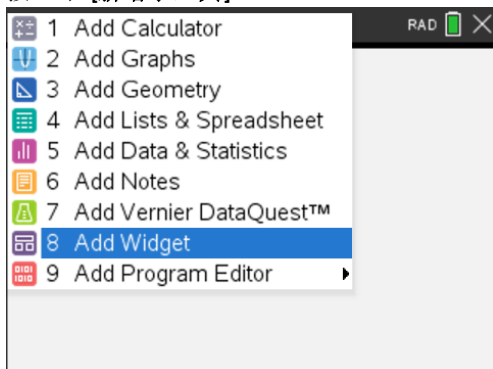 1 Add Calculator
RAD
2 Add Graphs
3 Add Geometry
4 Add Lists & Spreadsheet
5 Add Data & Statistics
6 Add Notes
7 Add Vernier DataQuest™
8 Add Widget
9 Add Program Editor